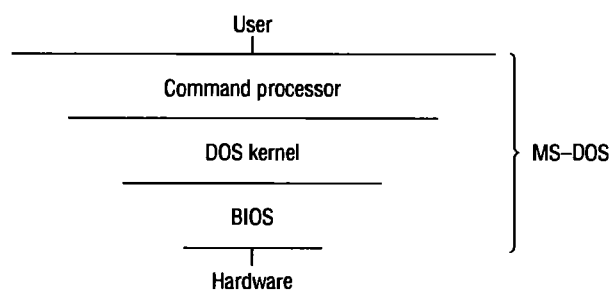 User
Command processor
DOS kernel
MS–DOS
BIOS
Hardware